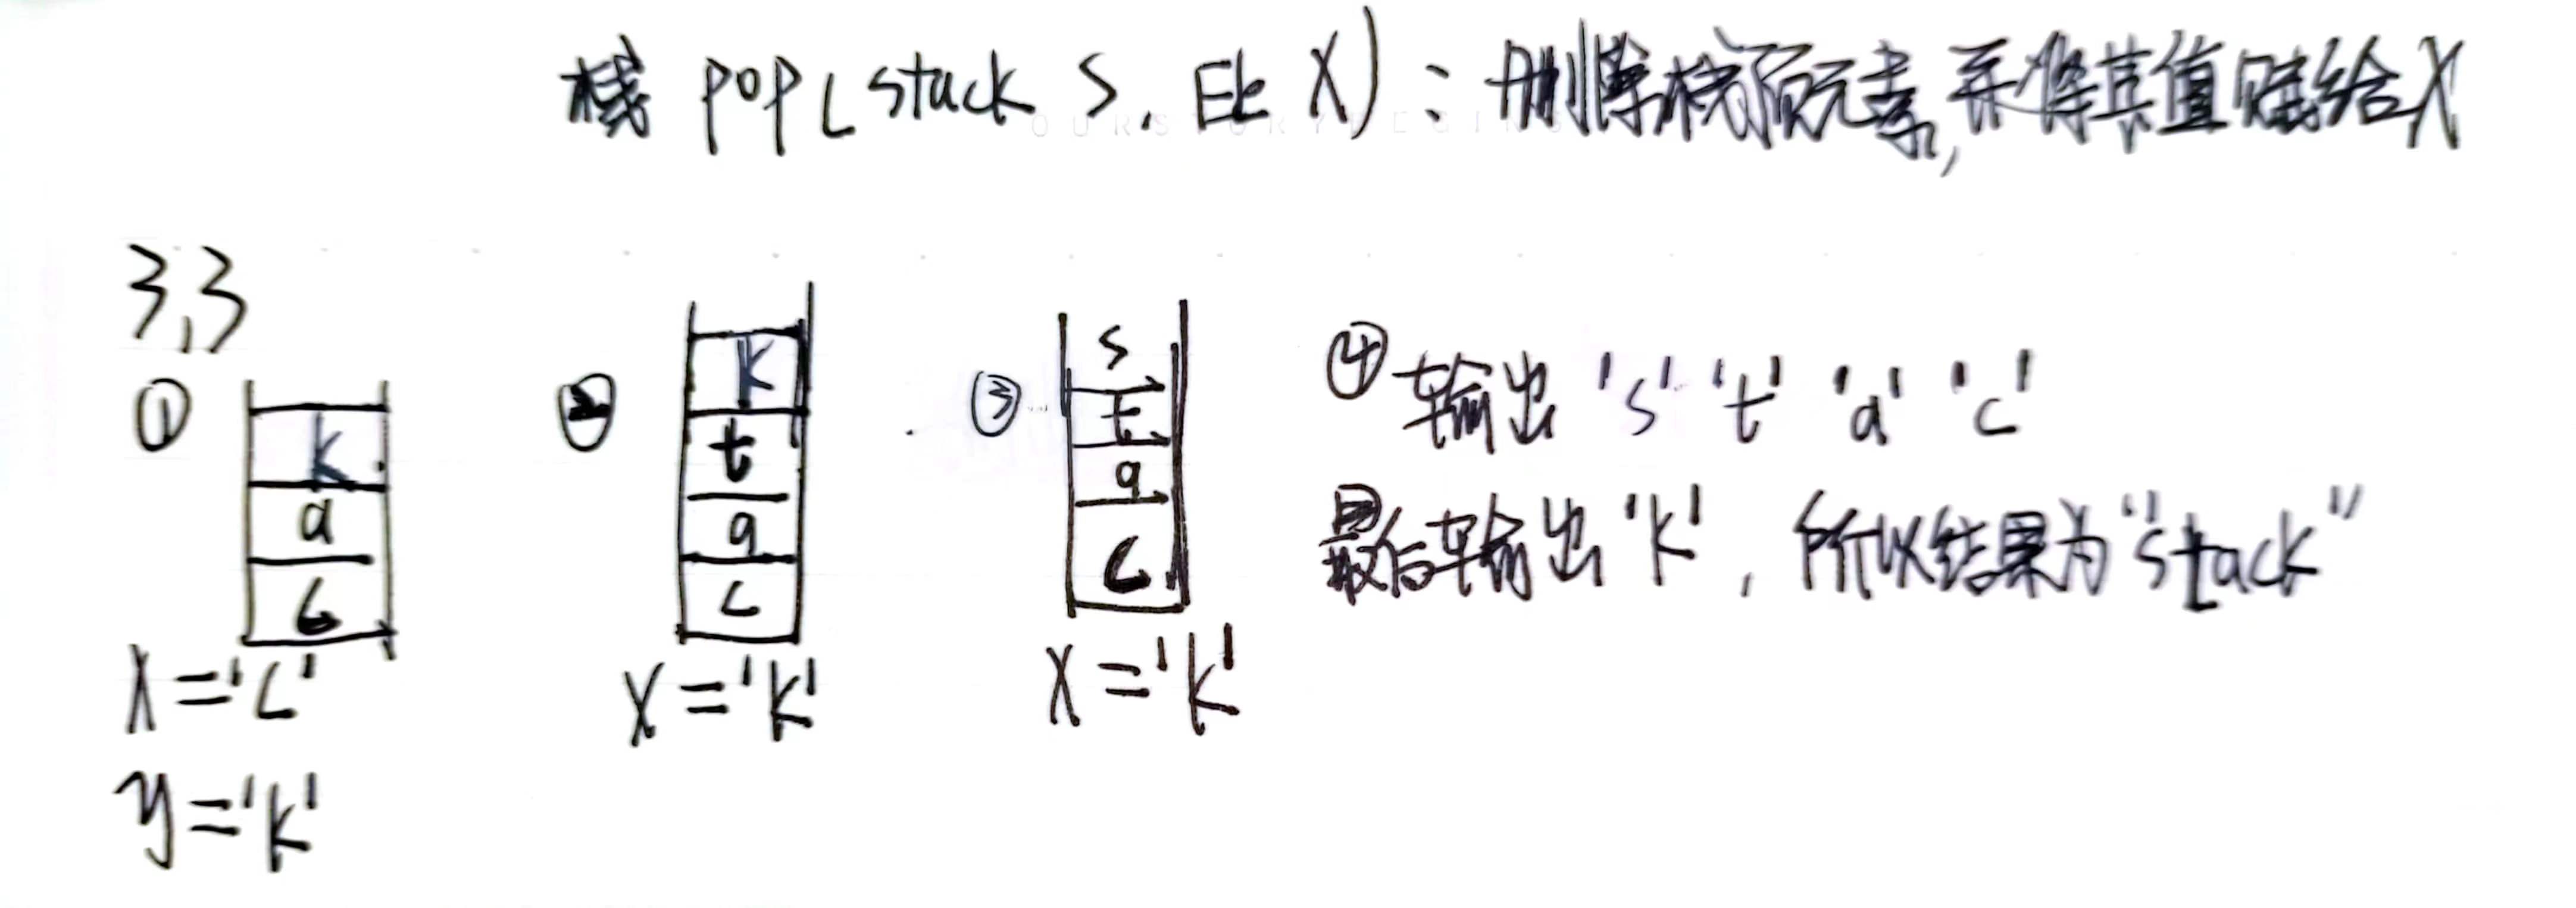 栈 pop(stack S, Ele X)：删除栈顶元素，并将其值赋给X
3,3
① k a c
X='c'
y='k'
② k t a c
X='k'
③ s t a c
X='k'
④ 输出 's' 't' 'a' 'c'
最后输出 'k'，所以结果为"stack"